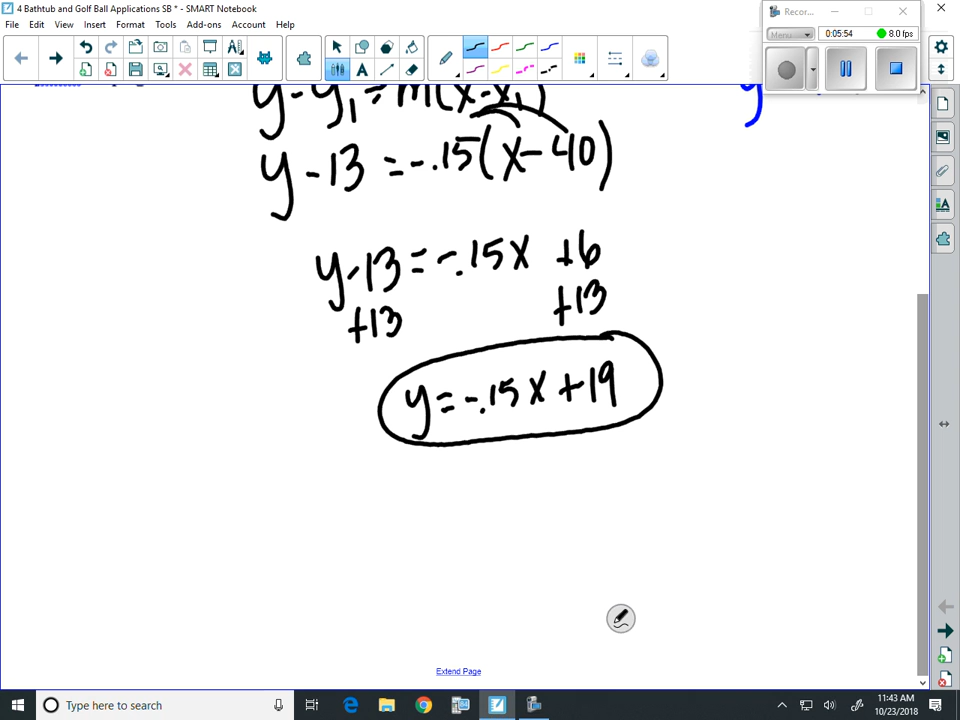 4 Bathtub and Golf Ball Applications SB * - SMART Notebook
File Edit View Insert Format Tools Add-ons Account Help
Recor...
Menu 0:05:54 8.0 fps
y - y₁ = m(x-x₁)
y
y - 13 = -.15(x - 40)
y - 13 = -.15x + 6
+13 +13
y = -.15x + 19
Extend Page
Type here to search
11:43 AM
10/23/2018